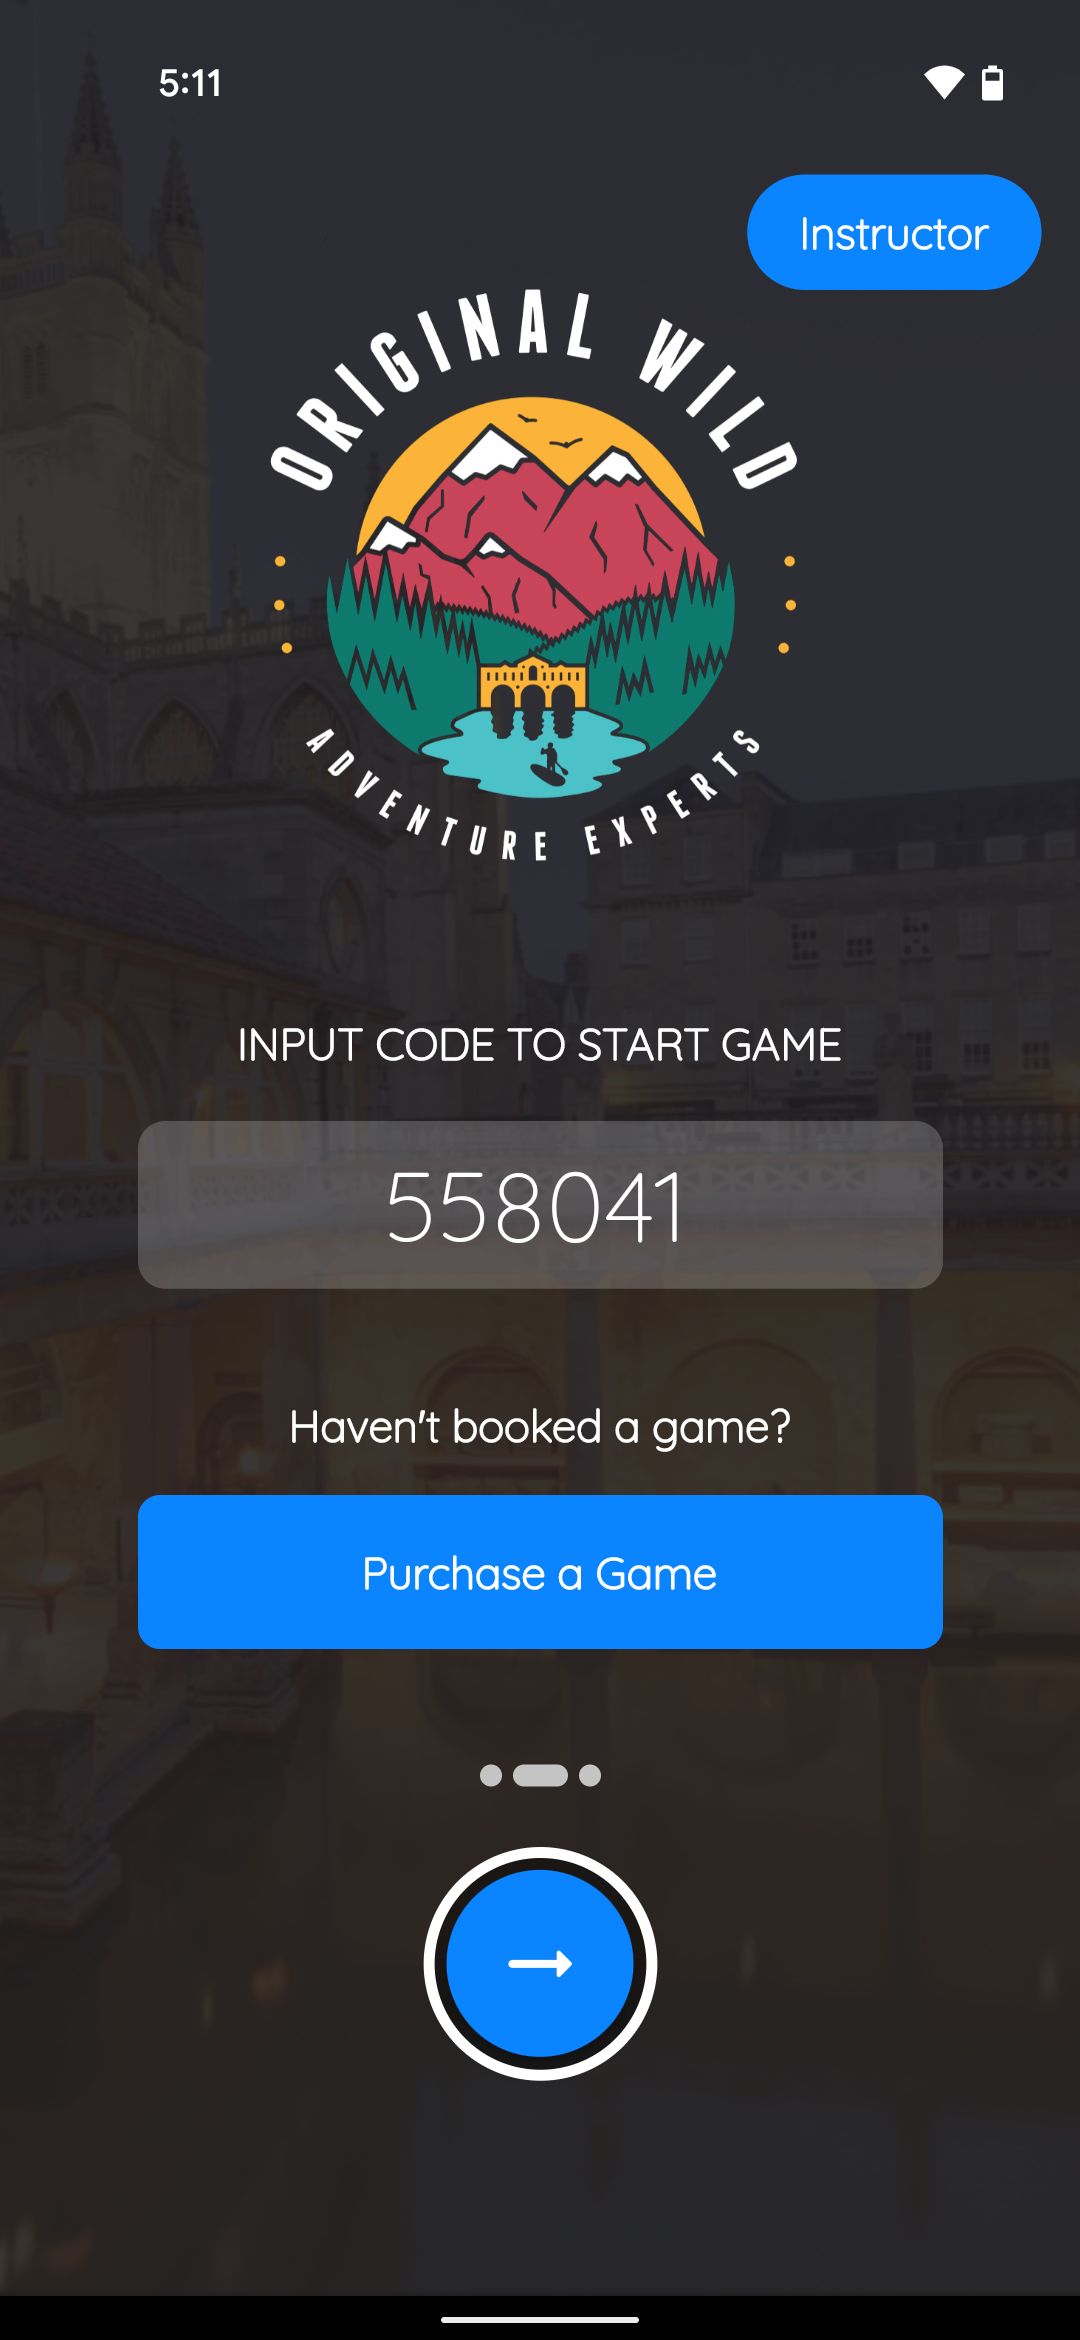 5:11
Instructor
ORIGINAL WILD
ADVENTURE EXPERTS
INPUT CODE TO START GAME
558041
Haven't booked a game?
Purchase a Game